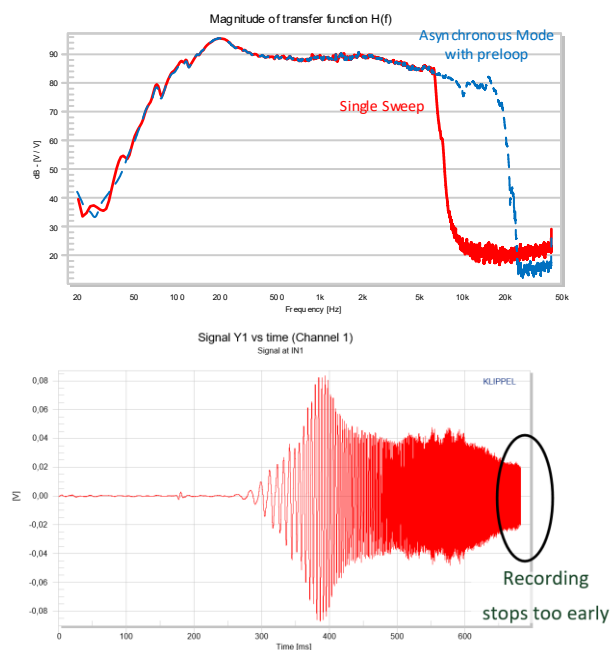 Magnitude of transfer function H(f)
Asynchronous Mode
with preloop
Single Sweep
dB - [V / V]
90
80
70
60
50
40
30
20
20 50 100 200 500 1k 2k 5k 10k 20k 50k
Frequency [Hz]
Signal Y1 vs time (Channel 1)
Signal at IN1
KLIPPEL
[V]
0,08
0,06
0,04
0,02
0,00
-0,02
-0,04
-0,06
-0,08
0 100 200 300 400 500 600
Time [ms]
Recording
stops too early